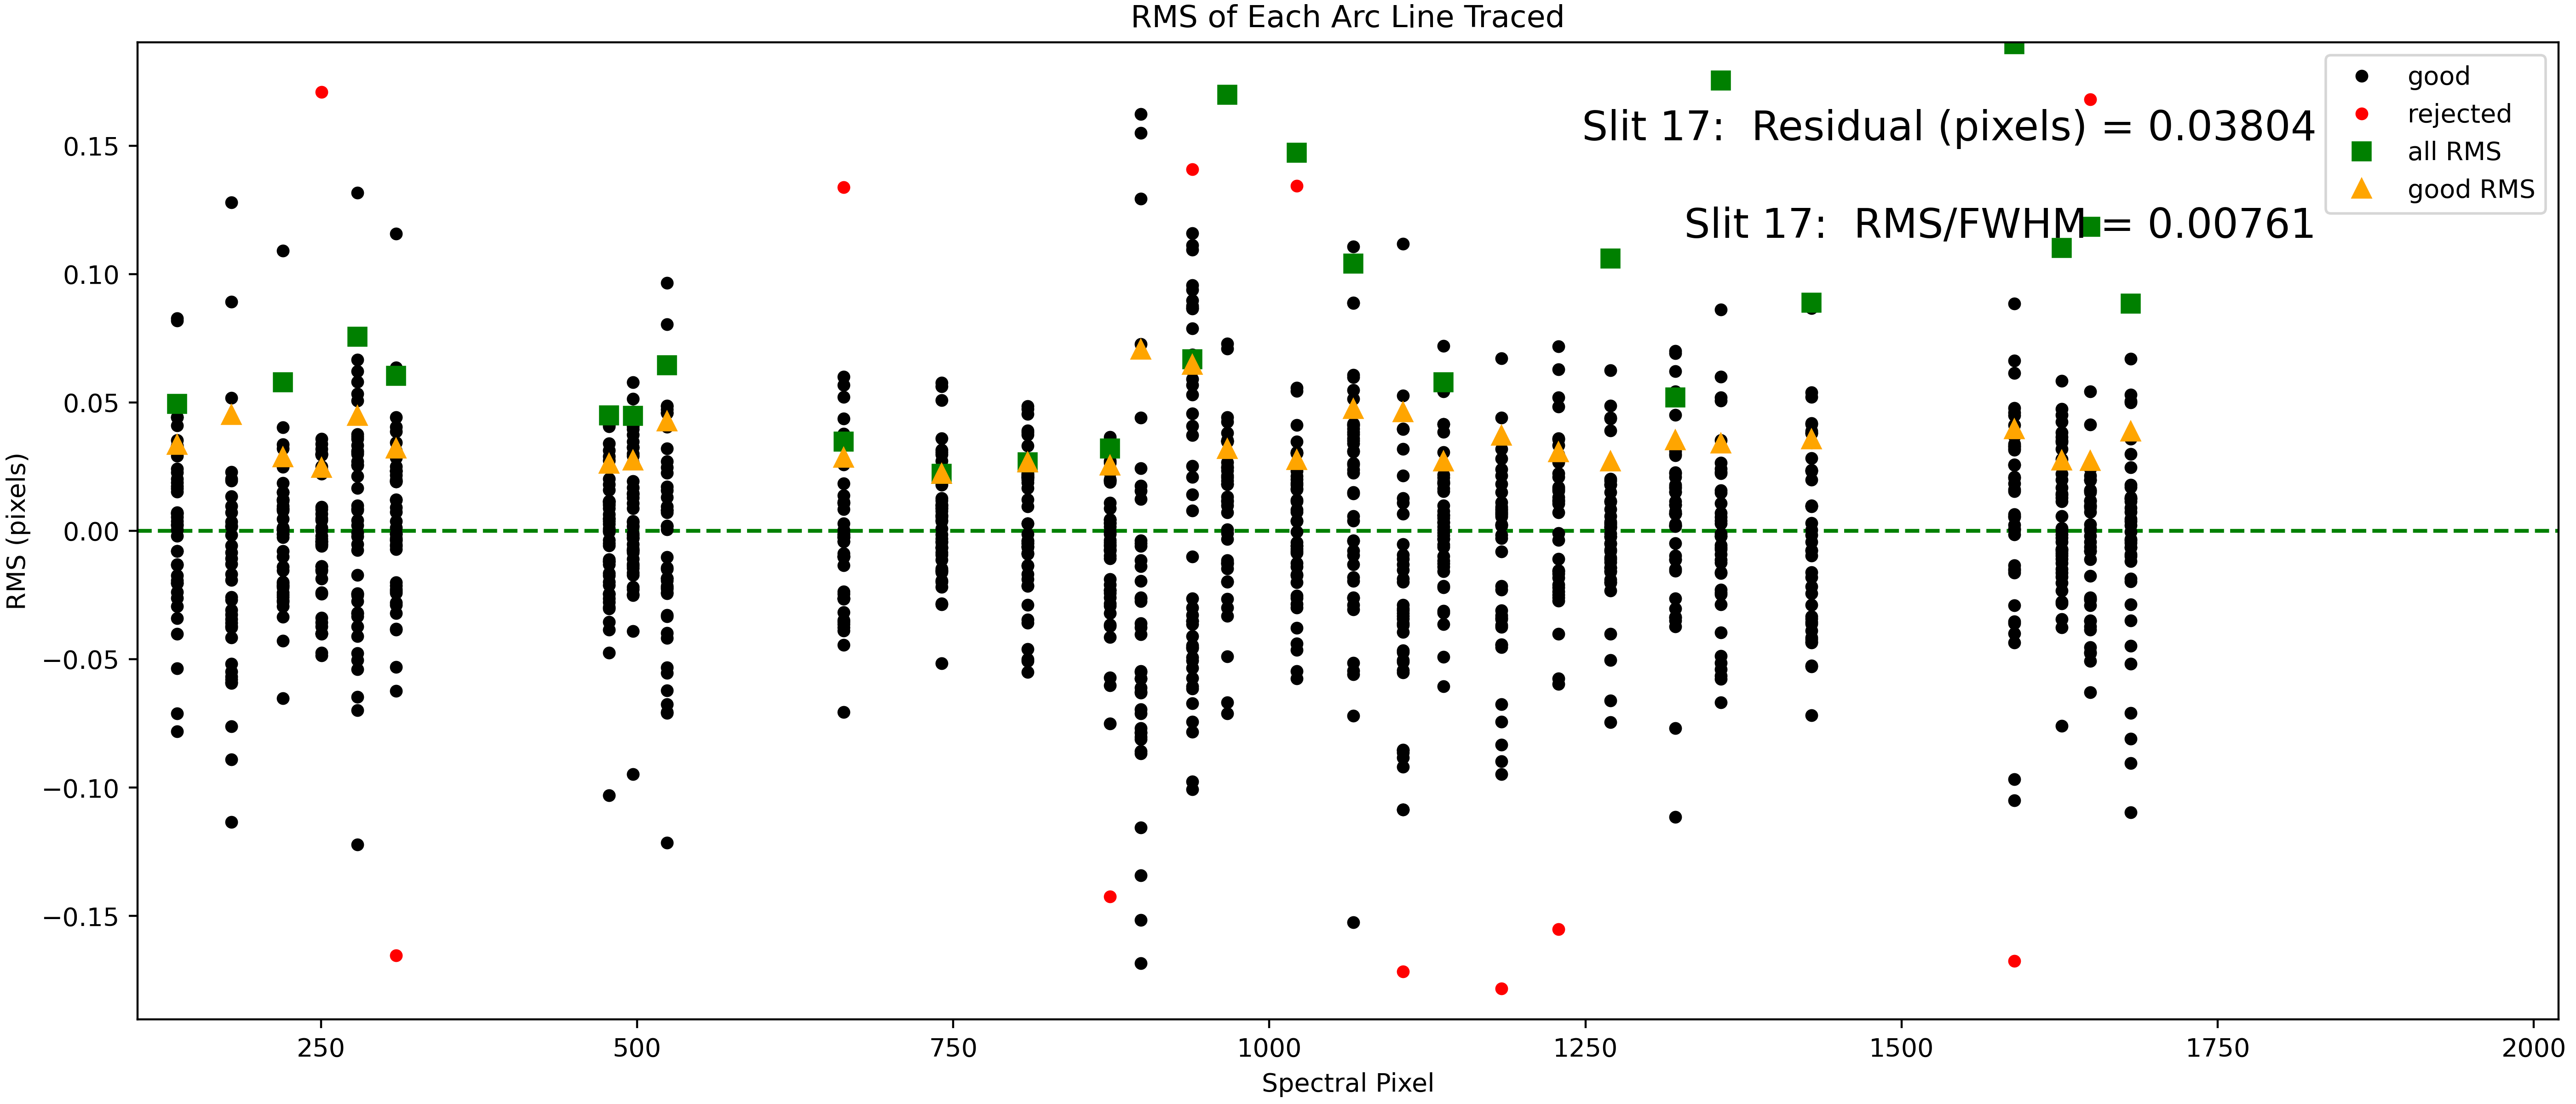 RMS of Each Arc Line Traced
good
rejected
all RMS
good RMS
Slit 17:  Residual (pixels) = 0.03804
Slit 17:  RMS/FWHM = 0.00761
RMS (pixels)
0.15
0.10
0.05
0.00
−0.05
−0.10
−0.15
250 500 750 1000 1250 1500 1750 2000
Spectral Pixel